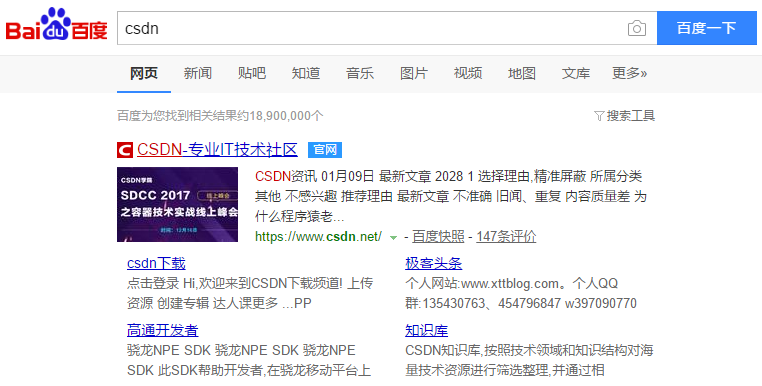 Bai du 百度
csdn
百度一下
网页 新闻 贴吧 知道 音乐 图片 视频 地图 文库 更多»
百度为您找到相关结果约18,900,000个 搜索工具
C CSDN-专业IT技术社区 官网
CSDN学院
SDCC 2017 线上峰会
之容器技术实战线上峰会
时间：12月16日
CSDN资讯 01月09日 最新文章 2028 1 选择理由,精准屏蔽 所属分类
其他 不感兴趣 推荐理由 最新文章 不准确 旧闻、重复 内容质量差 为
什么程序猿老...
https://www.csdn.net/ - 百度快照 - 147条评价
csdn下载
点击登录 Hi,欢迎来到CSDN下载频道! 上传
资源 创建专辑 达人课更多 ...PP
极客头条
个人网站:www.xttblog.com。个人QQ
群:135430763、454796847 w397090770
高通开发者
骁龙NPE SDK 骁龙NPE SDK 骁龙NPE
SDK 此SDK帮助开发者,在骁龙移动平台上
知识库
CSDN知识库,按照技术领域和知识结构对海
量技术资源进行筛选整理,并通过相